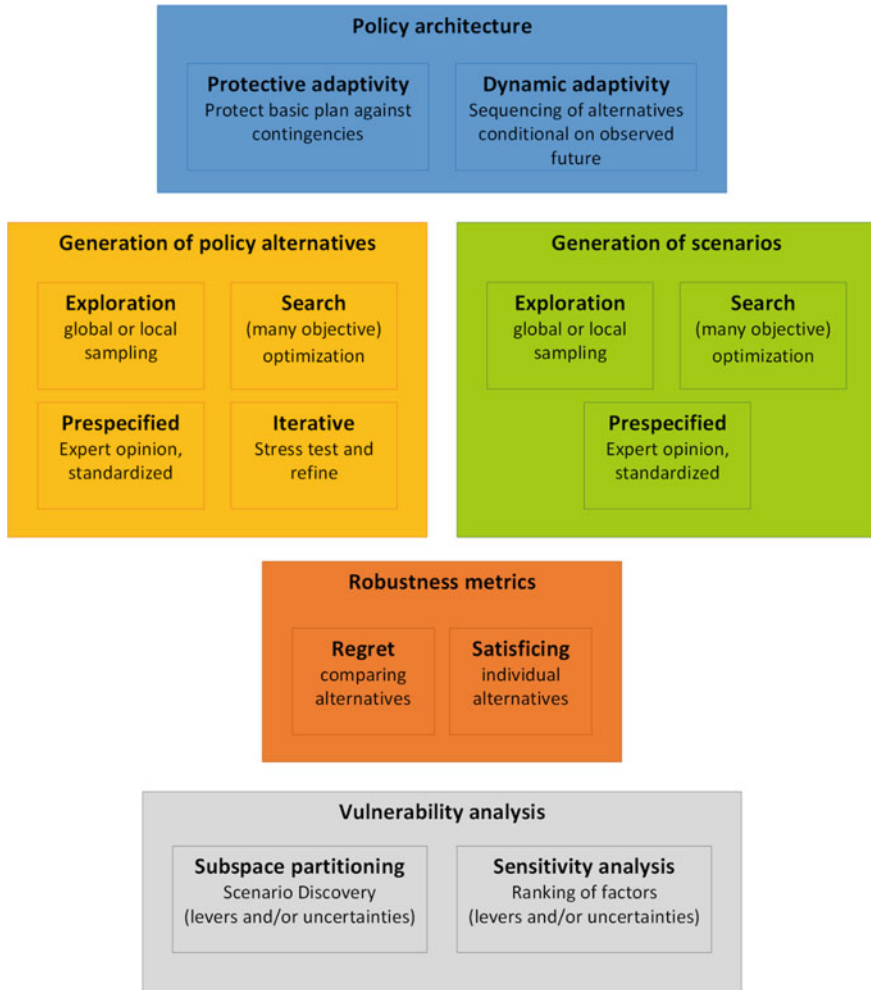 Policy architecture
Protective adaptivity
Protect basic plan against
contingencies
Dynamic adaptivity
Sequencing of alternatives
conditional on observed
future
Generation of policy alternatives
Exploration
global or local
sampling
Search
(many objective)
optimization
Prespecified
Expert opinion,
standardized
Iterative
Stress test and
refine
Generation of scenarios
Exploration
global or local
sampling
Search
(many objective)
optimization
Prespecified
Expert opinion,
standardized
Robustness metrics
Regret
comparing
alternatives
Satisficing
individual
alternatives
Vulnerability analysis
Subspace partitioning
Scenario Discovery
(levers and/or uncertainties)
Sensitivity analysis
Ranking of factors
(levers and/or uncertainties)